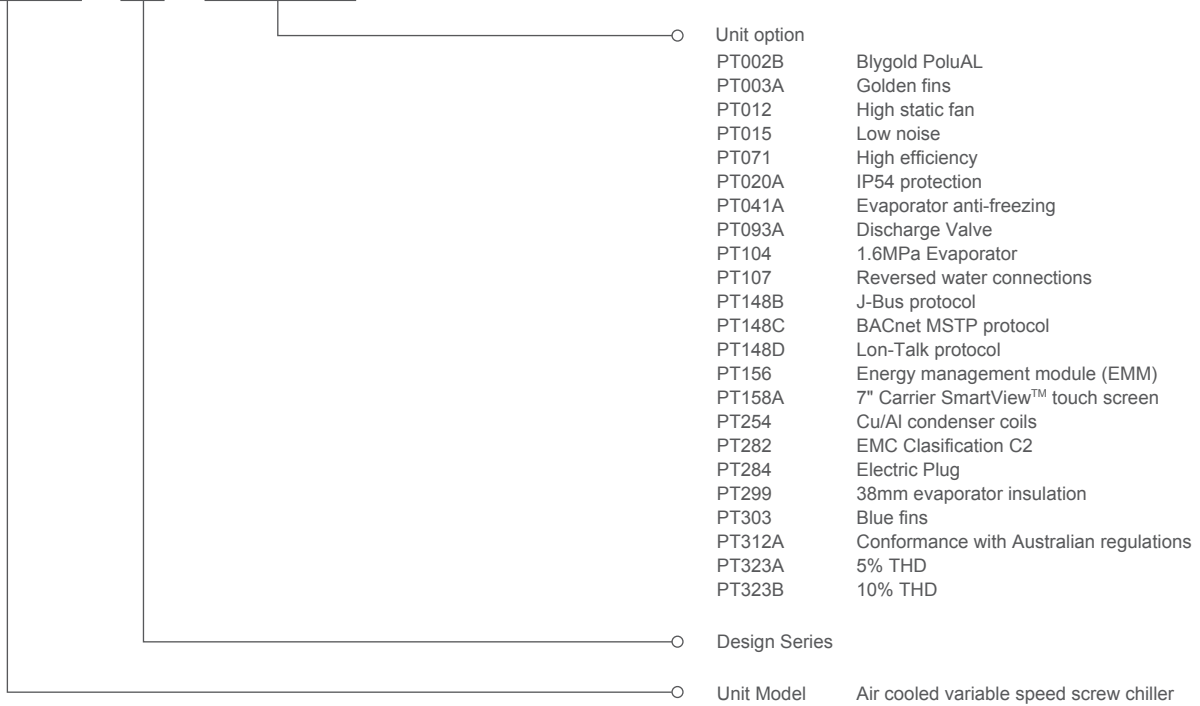 Unit option
PT002B Blygold PoluAL
PT003A Golden fins
PT012 High static fan
PT015 Low noise
PT071 High efficiency
PT020A IP54 protection
PT041A Evaporator anti-freezing
PT093A Discharge Valve
PT104 1.6MPa Evaporator
PT107 Reversed water connections
PT148B J-Bus protocol
PT148C BACnet MSTP protocol
PT148D Lon-Talk protocol
PT156 Energy management module (EMM)
PT158A 7" Carrier SmartView™ touch screen
PT254 Cu/Al condenser coils
PT282 EMC Clasification C2
PT284 Electric Plug
PT299 38mm evaporator insulation
PT303 Blue fins
PT312A Conformance with Australian regulations
PT323A 5% THD
PT323B 10% THD
Design Series
Unit Model Air cooled variable speed screw chiller